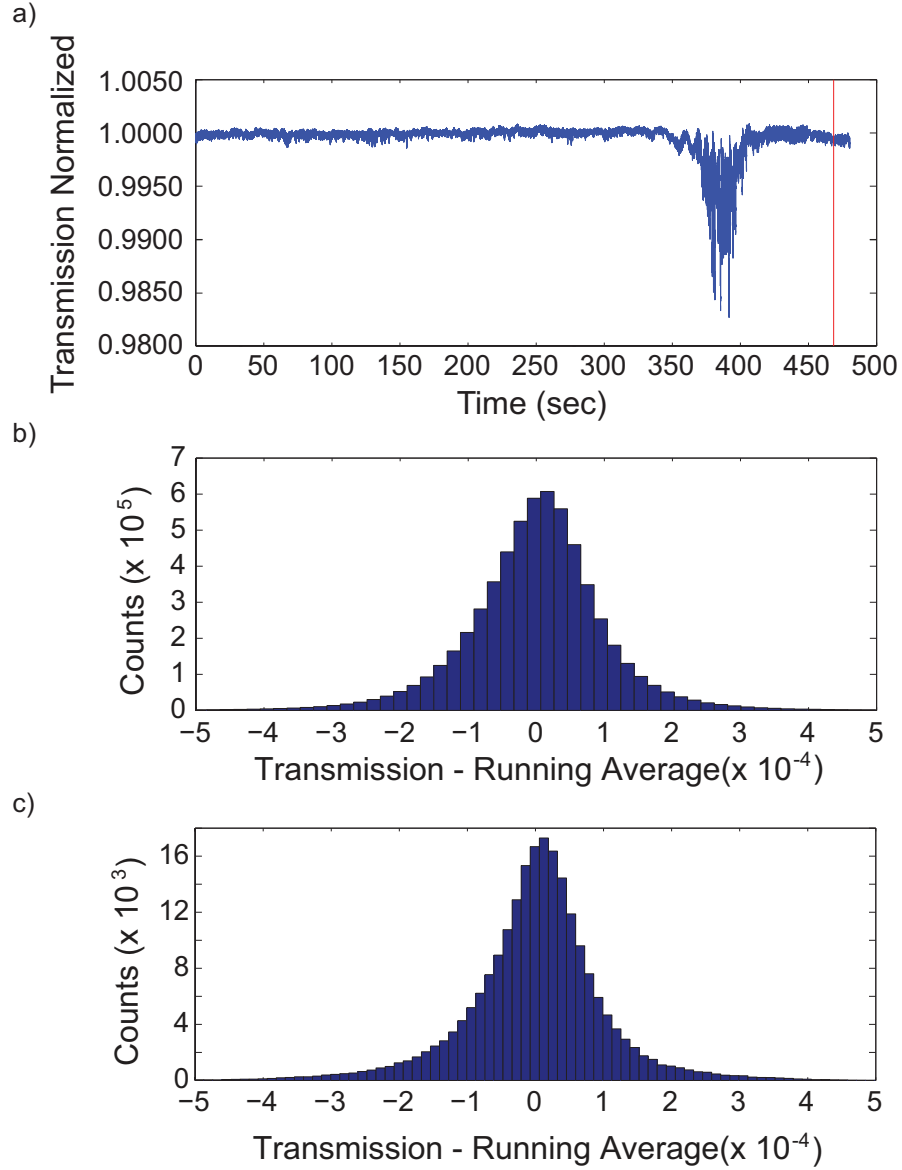 a)
Transmission Normalized
1.0050
1.0000
0.9950
0.9900
0.9850
0.9800
0 50 100 150 200 250 300 350 400 450 500
Time (sec)
b)
Counts (x 10^5)
7
6
5
4
3
2
1
0
−5 −4 −3 −2 −1 0 1 2 3 4 5
Transmission - Running Average(x 10^-4)
c)
Counts (x 10^3)
16
12
8
4
0
−5 −4 −3 −2 −1 0 1 2 3 4 5
Transmission - Running Average(x 10^-4)